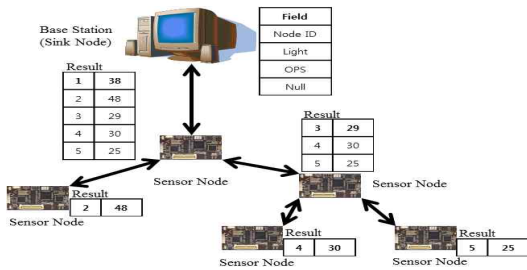 Base Station
(Sink Node)
Field
Node ID
Light
OPS
Null
Result
1 38
2 48
3 29
4 30
5 25
Result
3 29
4 30
5 25
Sensor Node
Sensor Node
Result
2 48
Sensor Node
Result
4 30
Sensor Node
Result
5 25
Sensor Node